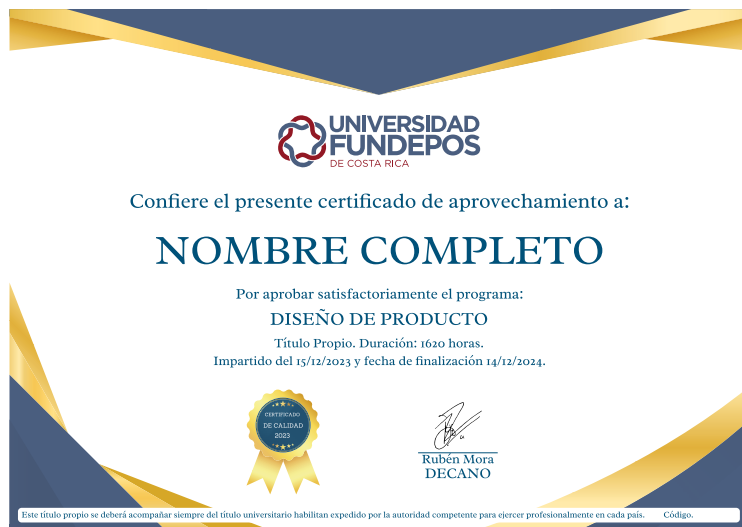 UNIVERSIDAD
FUNDEPOS
DE COSTA RICA
Confiere el presente certificado de aprovechamiento a:
NOMBRE COMPLETO
Por aprobar satisfactoriamente el programa:
DISEÑO DE PRODUCTO
Título Propio. Duración: 1620 horas.
Impartido del 15/12/2023 y fecha de finalización 14/12/2024.
CERTIFICADO
DE CALIDAD
2023
Rubén Mora
DECANO
Este título propio se deberá acompañar siempre del título universitario habilitan expedido por la autoridad competente para ejercer profesionalmente en cada país. Código.